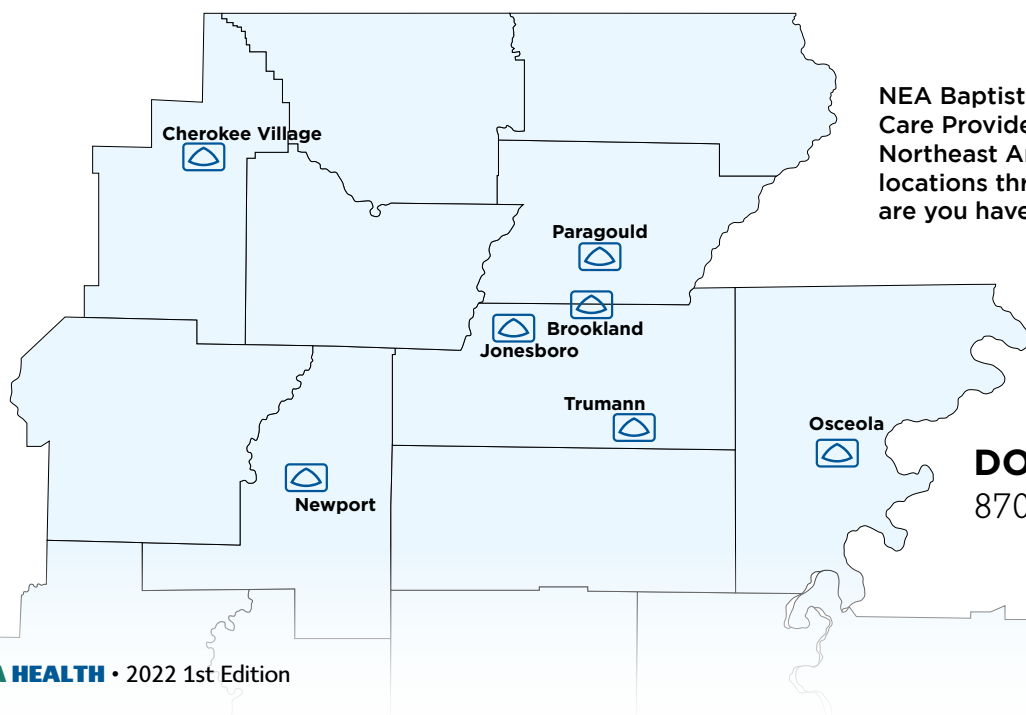 Cherokee Village
NEA Baptist
Care Provide
Northeast Ar
locations thr
are you have
Paragould
Brookland
Jonesboro
Trumann
Osceola
Newport
DO
870
A HEALTH • 2022 1st Edition